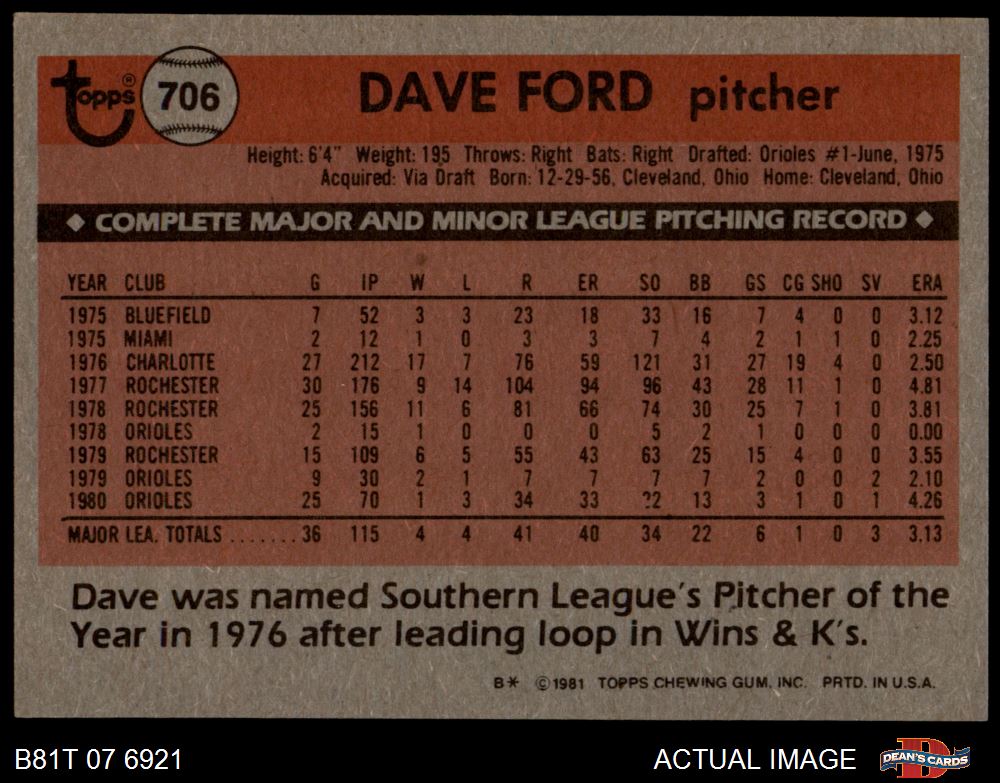 topps® 706 DAVE FORD pitcher
Height: 6'4" Weight: 195 Throws: Right Bats: Right Drafted: Orioles #1-June, 1975
Acquired: Via Draft Born: 12-29-56, Cleveland, Ohio Home: Cleveland, Ohio
◆ COMPLETE MAJOR AND MINOR LEAGUE PITCHING RECORD ◆
YEAR CLUB G IP W L R ER SO BB GS CG SHO SV ERA
1975 BLUEFIELD 7 52 3 3 23 18 33 16 7 4 0 0 3.12
1975 MIAMI 2 12 1 0 3 3 7 4 2 1 1 0 2.25
1976 CHARLOTTE 27 212 17 7 76 59 121 31 27 19 4 0 2.50
1977 ROCHESTER 30 176 9 14 104 94 96 43 28 11 1 0 4.81
1978 ROCHESTER 25 156 11 6 81 66 74 30 25 7 1 0 3.81
1978 ORIOLES 2 15 1 0 0 0 5 2 1 0 0 0 0.00
1979 ROCHESTER 15 109 6 5 55 43 63 25 15 4 0 0 3.55
1979 ORIOLES 9 30 2 1 7 7 7 7 2 0 0 2 2.10
1980 ORIOLES 25 70 1 3 34 33 22 13 3 1 0 1 4.26
MAJOR LEA. TOTALS ....... 36 115 4 4 41 40 34 22 6 1 0 3 3.13
Dave was named Southern League's Pitcher of the
Year in 1976 after leading loop in Wins & K's.
B* ©1981 TOPPS CHEWING GUM, INC. PRTD. IN U.S.A.
B81T 07 6921 ACTUAL IMAGE DEAN'S CARDS